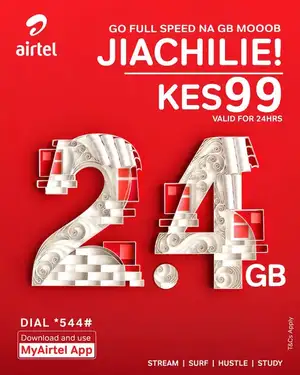 airtel
GO FULL SPEED NA GB MOOOB
JIACHILIE!
KES99
VALID FOR 24HRS
2.4
GB
DIAL *544#
Download and use
MyAirtel App
T&Cs Apply
STREAM | SURF | HUSTLE | STUDY